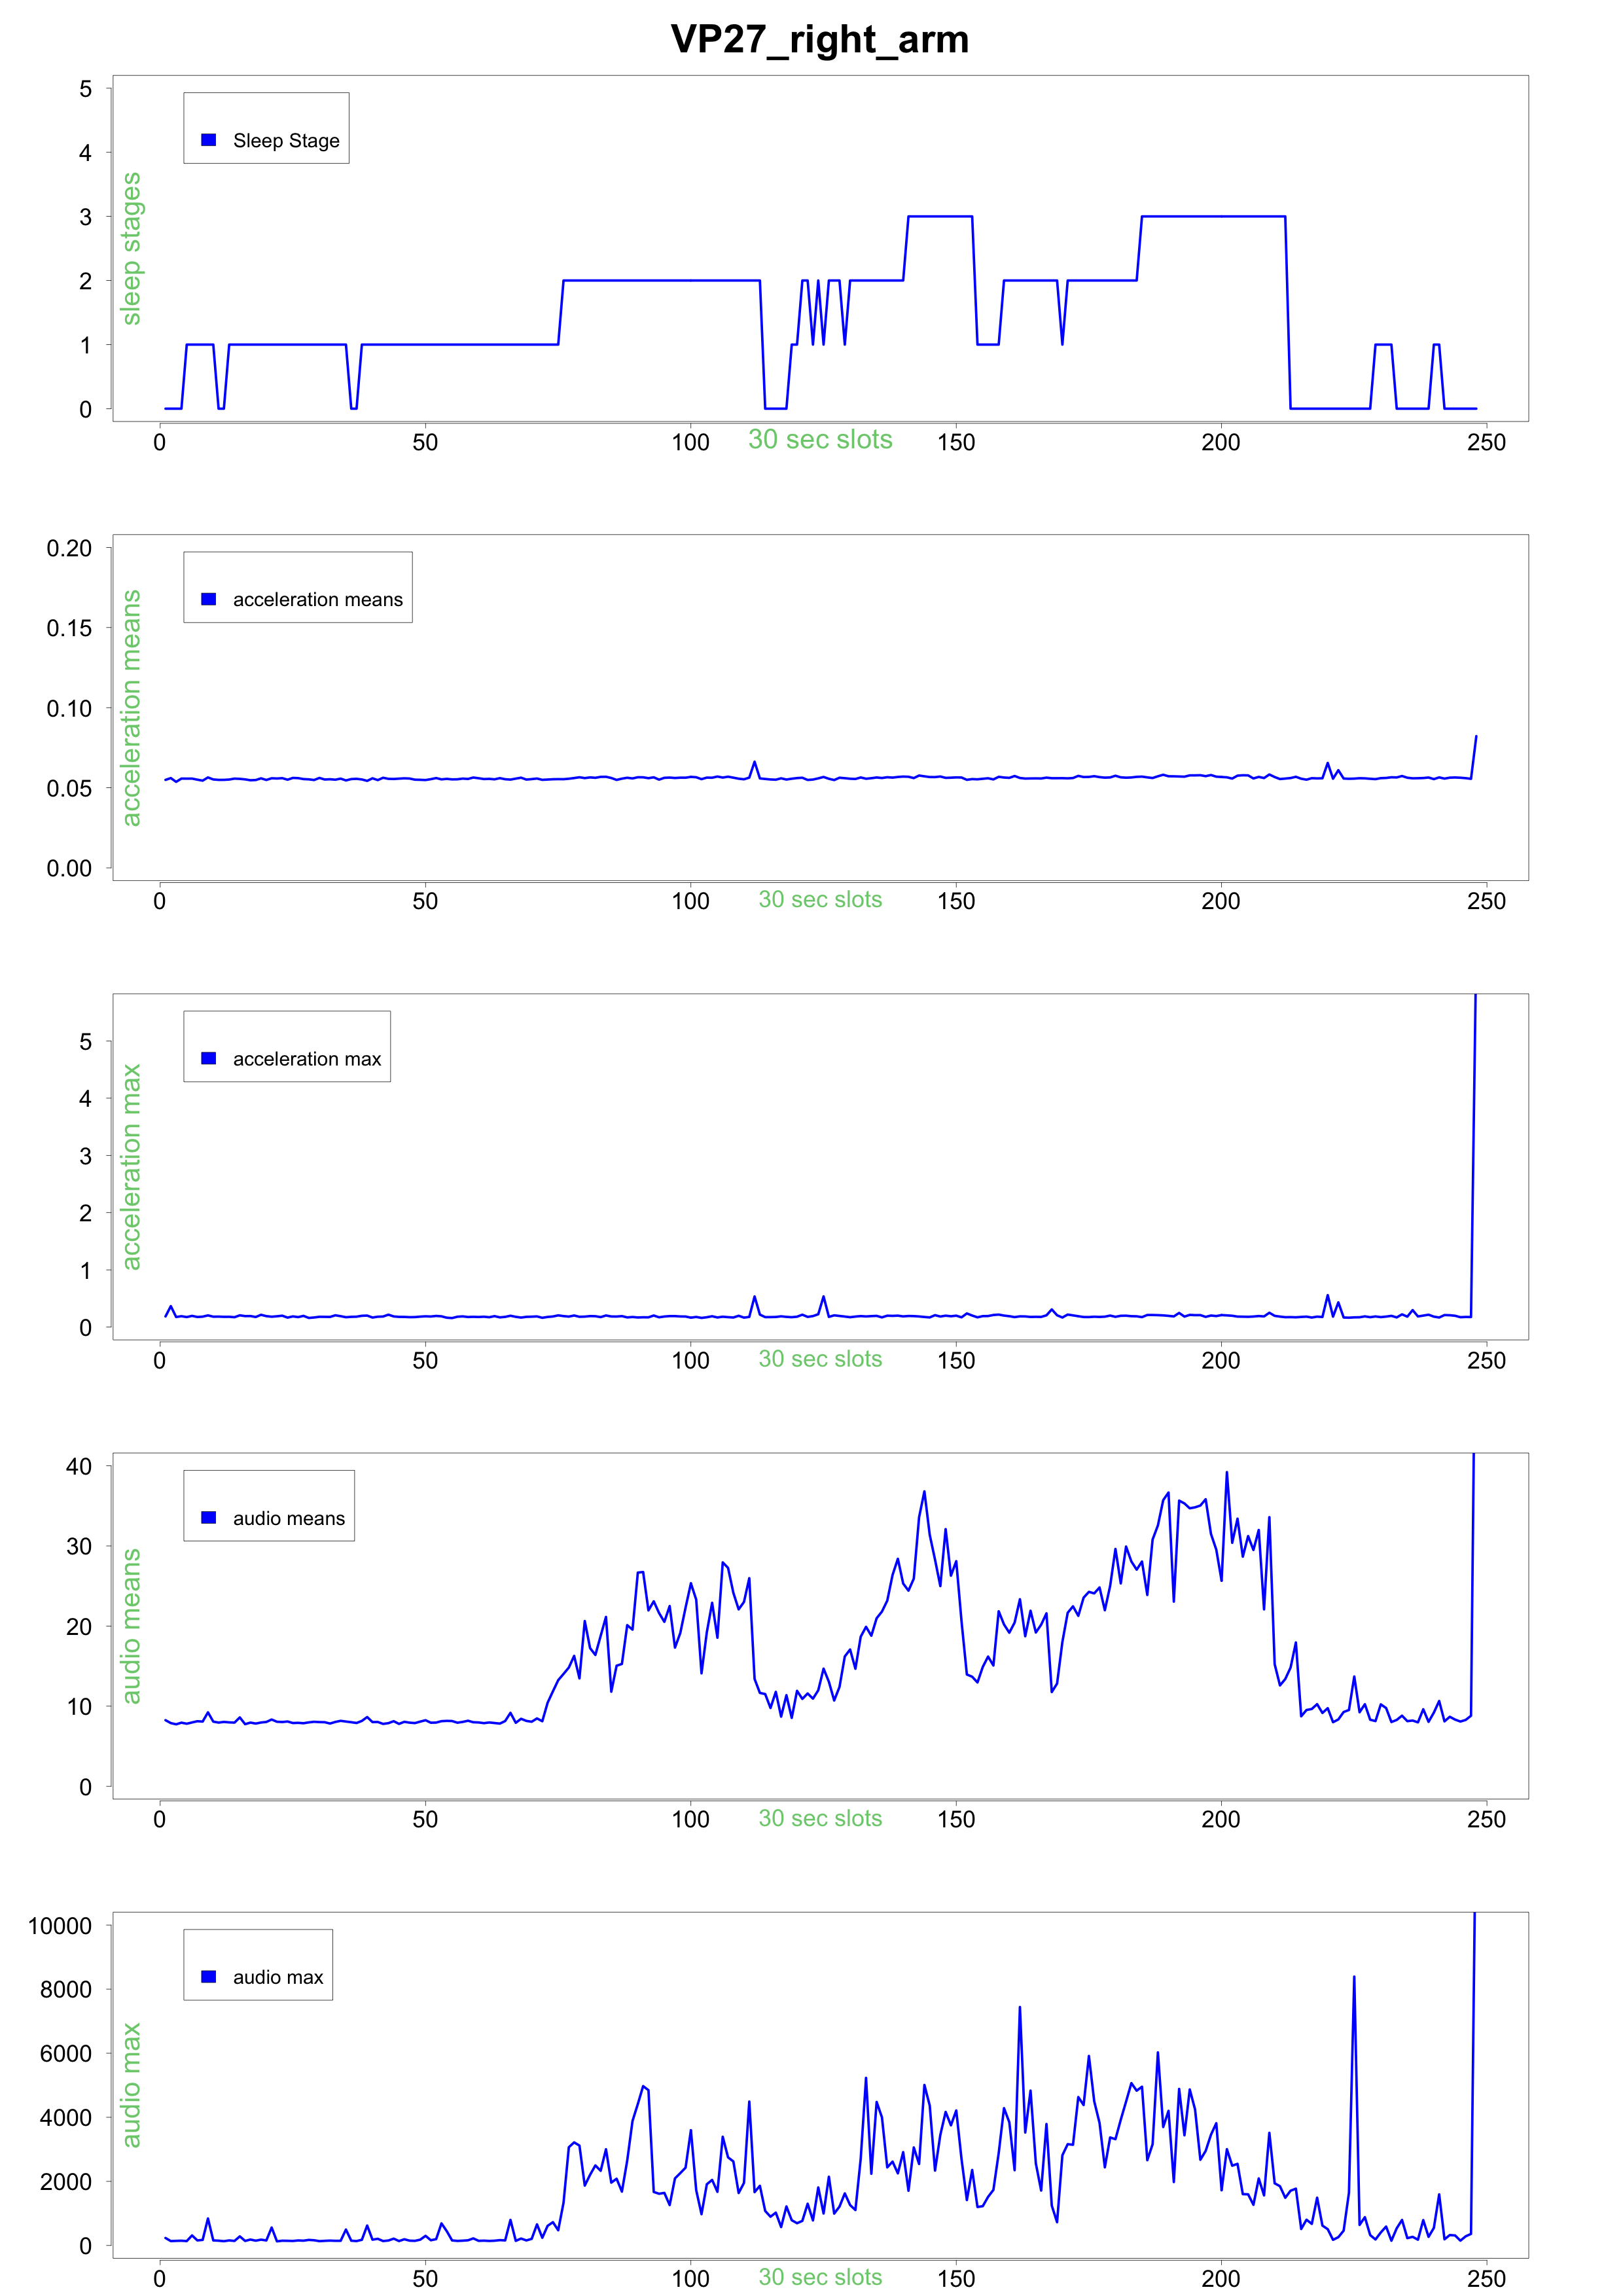 VP27_right_arm
5
4
3
2
1
0
sleep stages
Sleep Stage
0 50 100 150 200 250
30 sec slots
0.20
0.15
0.10
0.05
0.00
acceleration means
acceleration means
0 50 100 150 200 250
30 sec slots
5
4
3
2
1
0
acceleration max
acceleration max
0 50 100 150 200 250
30 sec slots
40
30
20
10
0
audio means
audio means
0 50 100 150 200 250
30 sec slots
10000
8000
6000
4000
2000
0
audio max
audio max
0 50 100 150 200 250
30 sec slots